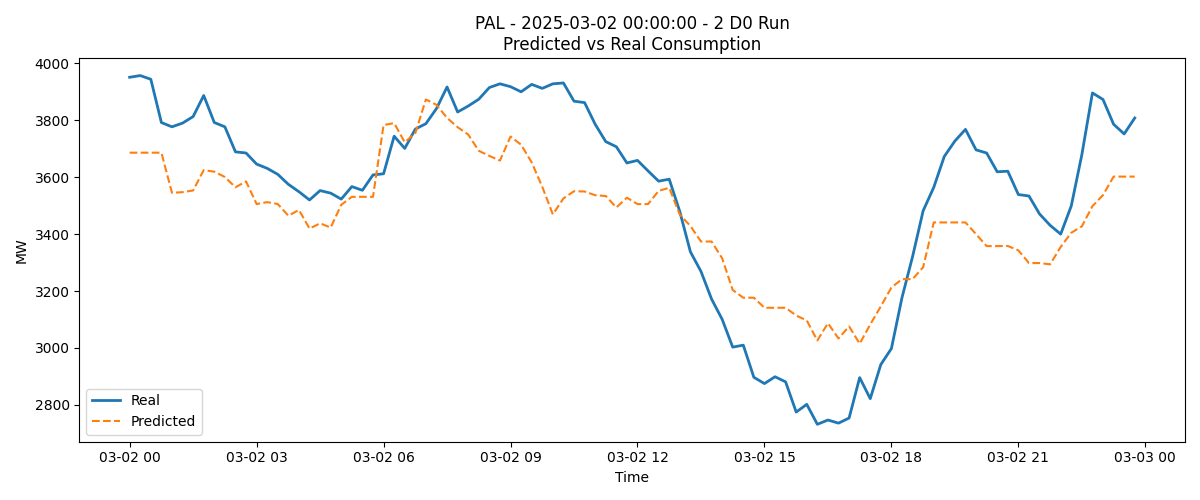 PAL - 2025-03-02 00:00:00 - 2 D0 Run
Predicted vs Real Consumption
MW
4000
3800
3600
3400
3200
3000
2800
Real
Predicted
03-02 00
03-02 03
03-02 06
03-02 09
03-02 12
03-02 15
03-02 18
03-02 21
03-03 00
Time